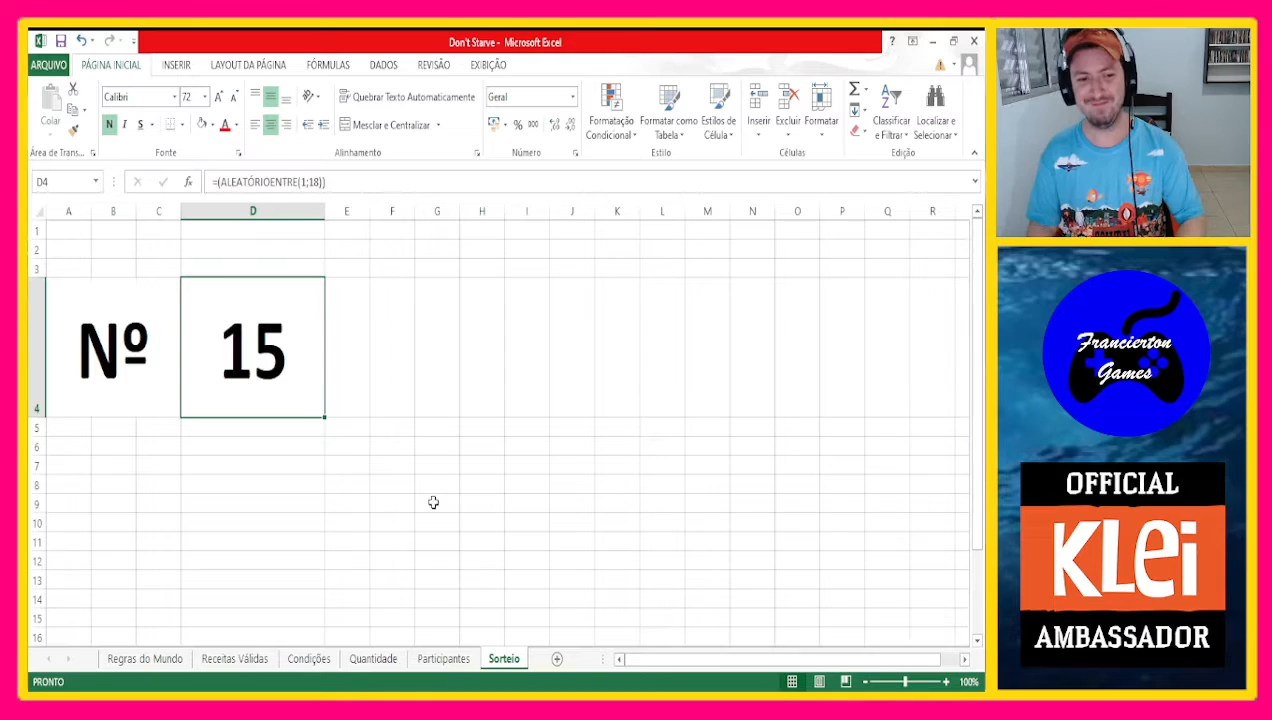 Don't Starve - Microsoft Excel
ARQUIVO PÁGINA INICIAL INSERIR LAYOUT DA PÁGINA FÓRMULAS DADOS REVISÃO EXIBIÇÃO
Colar
Calibri 72
N I S
Quebrar Texto Automaticamente
Mesclar e Centralizar
Geral
% 000
Formatação Condicional
Formatar como Tabela
Estilos de Célula
Inserir Excluir Formatar
Classificar e Filtrar
Localizar e Selecionar
Área de Trans... Fonte Alinhamento Número Estilo Células Edição
D4 fx =(ALEATÓRIOENTRE(1;18))
A B C D E F G H I J K L M N O P Q R
1
2
3
4
Nº 15
5
6
7
8
9
10
11
12
13
14
15
16
Regras do Mundo Receitas Válidas Condições Quantidade Participantes Sorteio
PRONTO 100%
Francierton
Games
OFFICIAL
KLei
AMBASSADOR